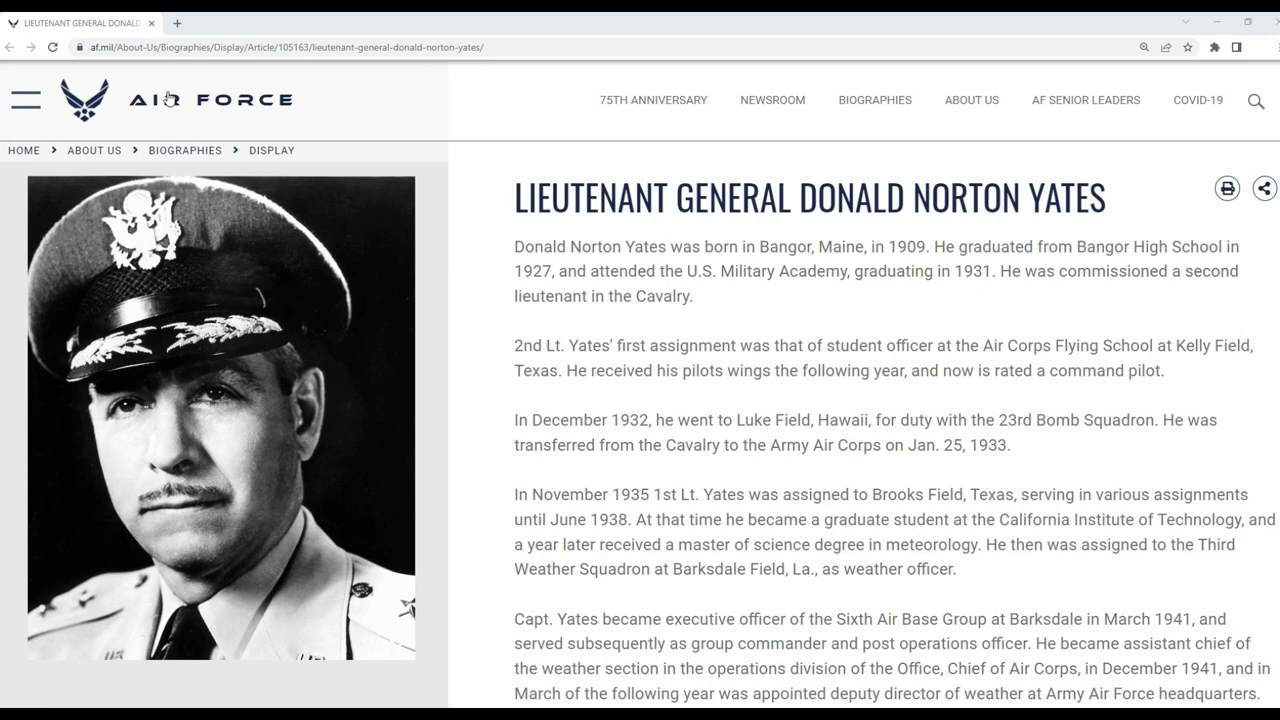 LIEUTENANT GENERAL DONALD
af.mil/About-Us/Biographies/Display/Article/105163/lieutenant-general-donald-norton-yates/
AIR FORCE
75TH ANNIVERSARY NEWSROOM BIOGRAPHIES ABOUT US AF SENIOR LEADERS COVID-19
HOME > ABOUT US > BIOGRAPHIES > DISPLAY
LIEUTENANT GENERAL DONALD NORTON YATES
Donald Norton Yates was born in Bangor, Maine, in 1909. He graduated from Bangor High School in
1927, and attended the U.S. Military Academy, graduating in 1931. He was commissioned a second
lieutenant in the Cavalry.
2nd Lt. Yates' first assignment was that of student officer at the Air Corps Flying School at Kelly Field,
Texas. He received his pilots wings the following year, and now is rated a command pilot.
In December 1932, he went to Luke Field, Hawaii, for duty with the 23rd Bomb Squadron. He was
transferred from the Cavalry to the Army Air Corps on Jan. 25, 1933.
In November 1935 1st Lt. Yates was assigned to Brooks Field, Texas, serving in various assignments
until June 1938. At that time he became a graduate student at the California Institute of Technology, and
a year later received a master of science degree in meteorology. He then was assigned to the Third
Weather Squadron at Barksdale Field, La., as weather officer.
Capt. Yates became executive officer of the Sixth Air Base Group at Barksdale in March 1941, and
served subsequently as group commander and post operations officer. He became assistant chief of
the weather section in the operations division of the Office, Chief of Air Corps, in December 1941, and in
March of the following year was appointed deputy director of weather at Army Air Force headquarters.